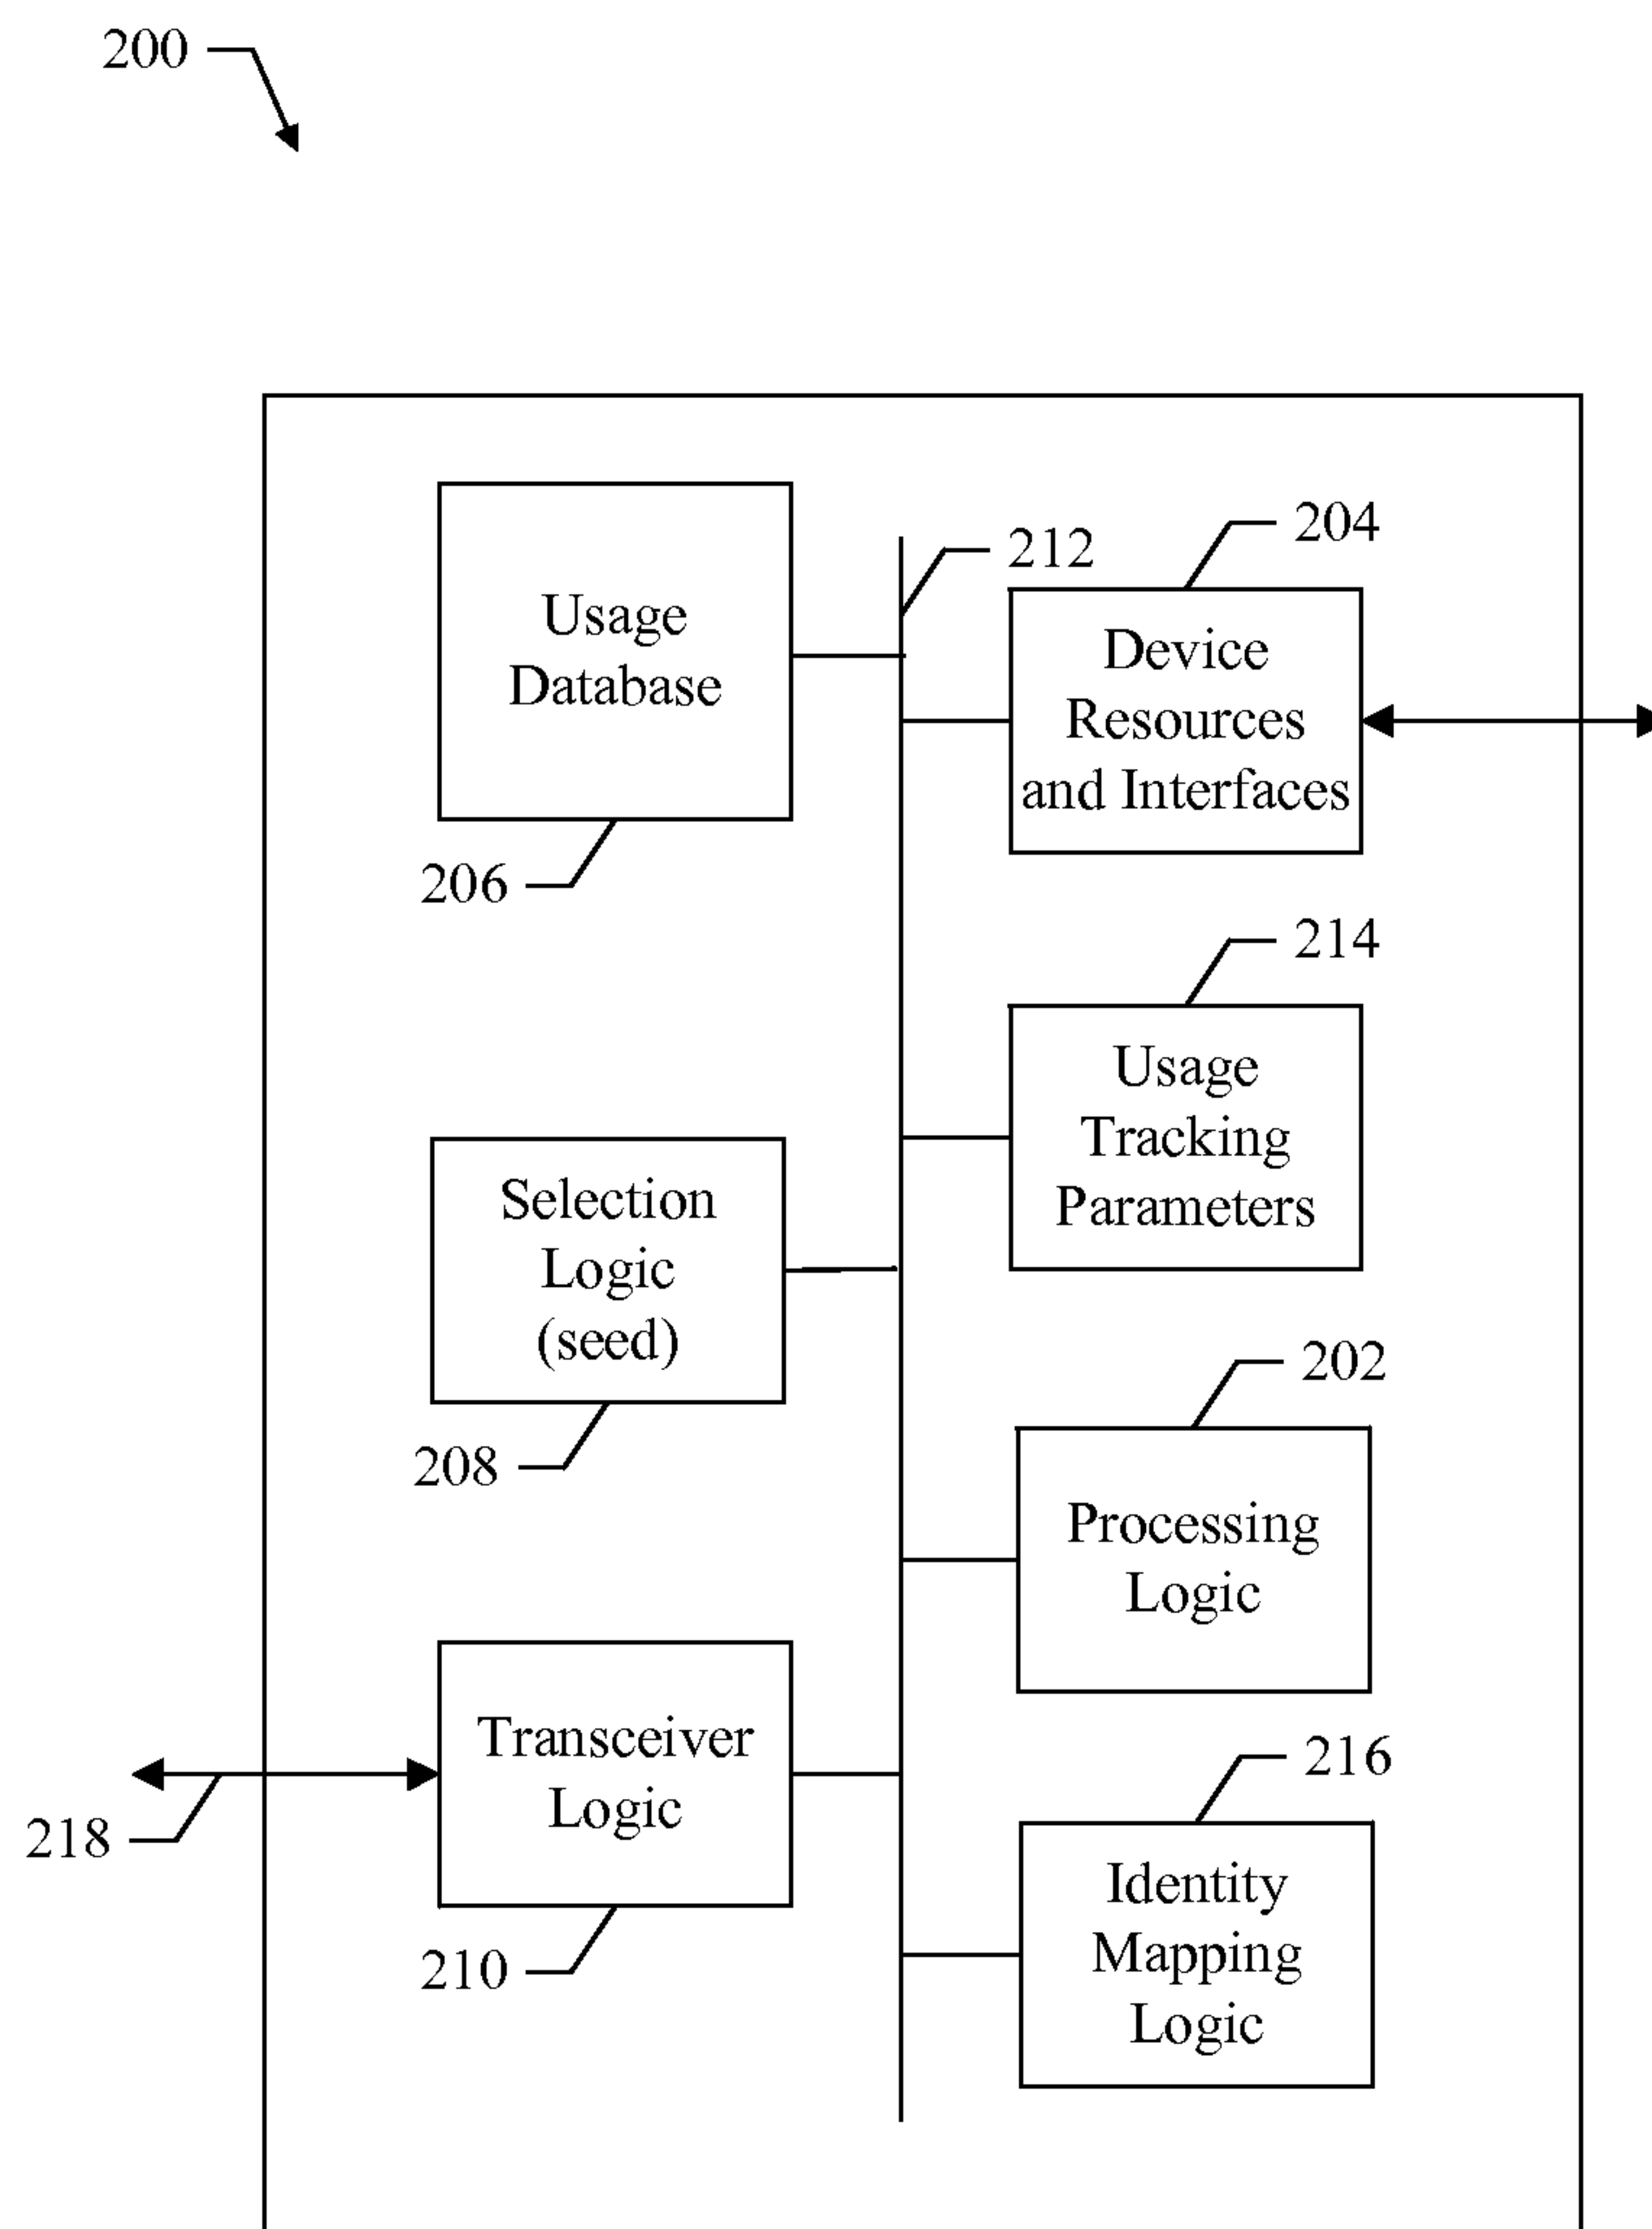 200
Usage
Database
206
212
204
Device
Resources
and Interfaces
214
Usage
Tracking
Parameters
Selection
Logic
(seed)
208
202
Processing
Logic
Transceiver
Logic
218
210
216
Identity
Mapping
Logic